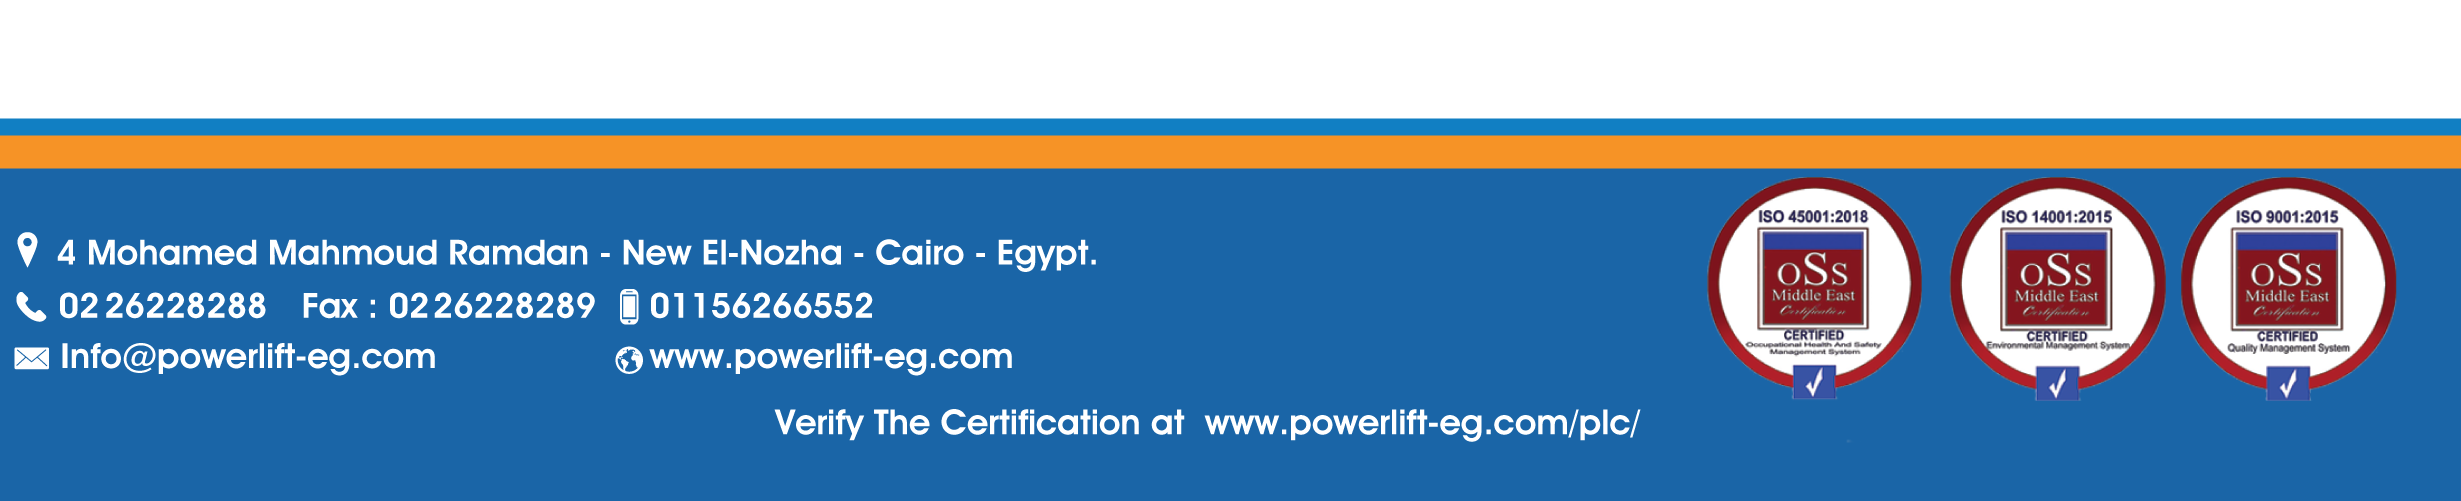 4 Mohamed Mahmoud Ramdan - New El-Nozha - Cairo - Egypt.
02 26228288 Fax : 02 26228289 01156266552
Info@powerlift-eg.com www.powerlift-eg.com
Verify The Certification at www.powerlift-eg.com/plc/
ISO 45001:2018
OSS
Middle East
Certification
CERTIFIED
Occupational Health And Safety
Management System
ISO 14001:2015
OSS
Middle East
Certification
CERTIFIED
Environmental Management System
ISO 9001:2015
OSS
Middle East
Certification
CERTIFIED
Quality Management System